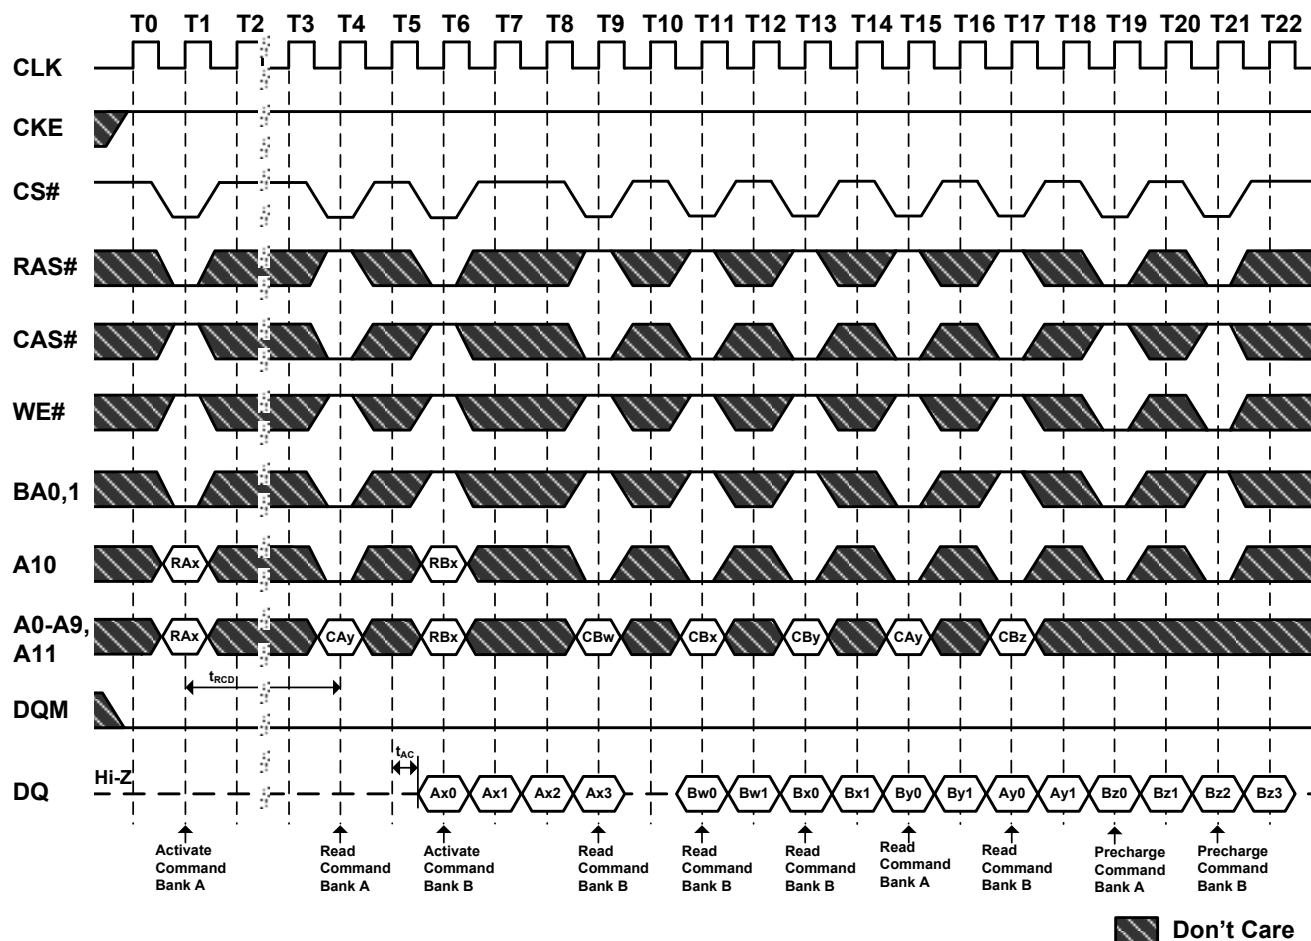 T0 T1 T2 T3 T4 T5 T6 T7 T8 T9 T10 T11 T12 T13 T14 T15 T16 T17 T18 T19 T20 T21 T22
CLK
CKE
CS#
RAS#
CAS#
WE#
BA0,1
A10 RAx RBx
A0-A9,
A11 RAx CAy RBx CBw CBx CBy CAy CBz
tRCD
DQM
tAC
Hi-Z
DQ Ax0 Ax1 Ax2 Ax3 Bw0 Bw1 Bx0 Bx1 By0 By1 Ay0 Ay1 Bz0 Bz1 Bz2 Bz3
Activate
Command
Bank A
Read
Command
Bank A
Activate
Command
Bank B
Read
Command
Bank B
Read
Command
Bank B
Read
Command
Bank B
Read
Command
Bank A
Read
Command
Bank B
Precharge
Command
Bank A
Precharge
Command
Bank B
Don't Care